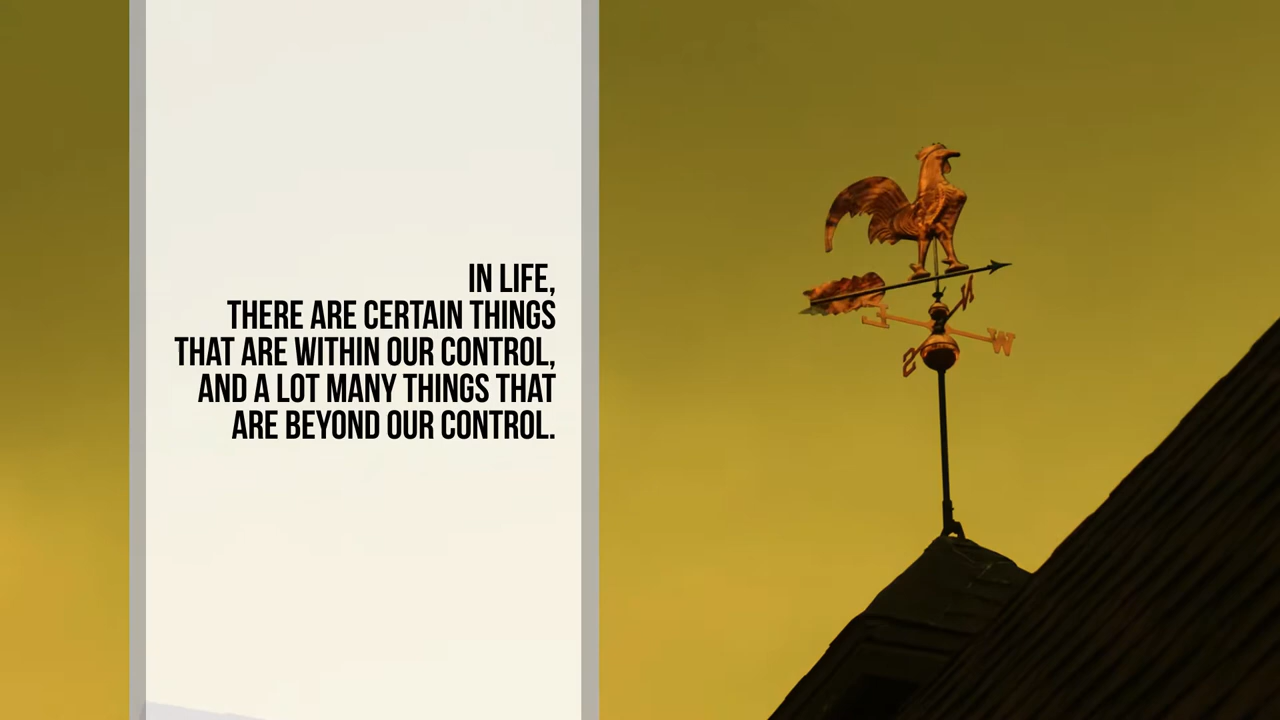 IN LIFE,
THERE ARE CERTAIN THINGS
THAT ARE WITHIN OUR CONTROL,
AND A LOT MANY THINGS THAT
ARE BEYOND OUR CONTROL.
N
E
W
O